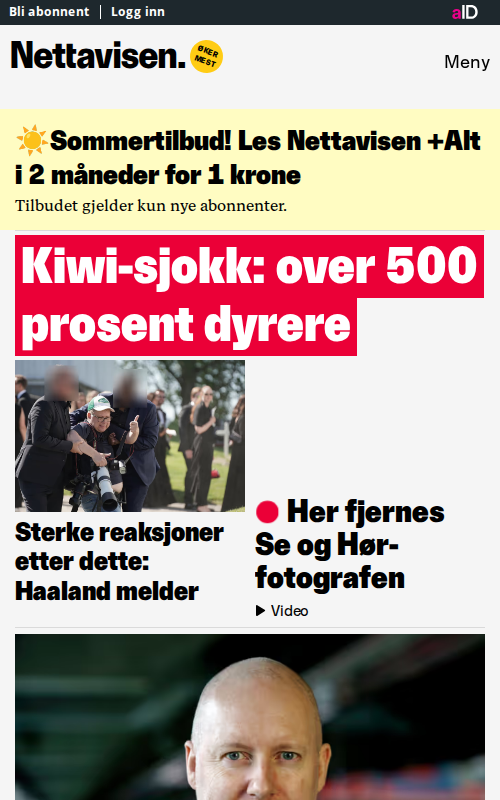 Bli abonnent | Logg inn
aID
Nettavisen.
ØKER
MEST
Meny
☀️Sommertilbud! Les Nettavisen +Alt
i 2 måneder for 1 krone
Tilbudet gjelder kun nye abonnenter.
Kiwi-sjokk: over 500
prosent dyrere
Sterke reaksjoner
etter dette:
Haaland melder
Her fjernes
Se og Hør-
fotografen
Video